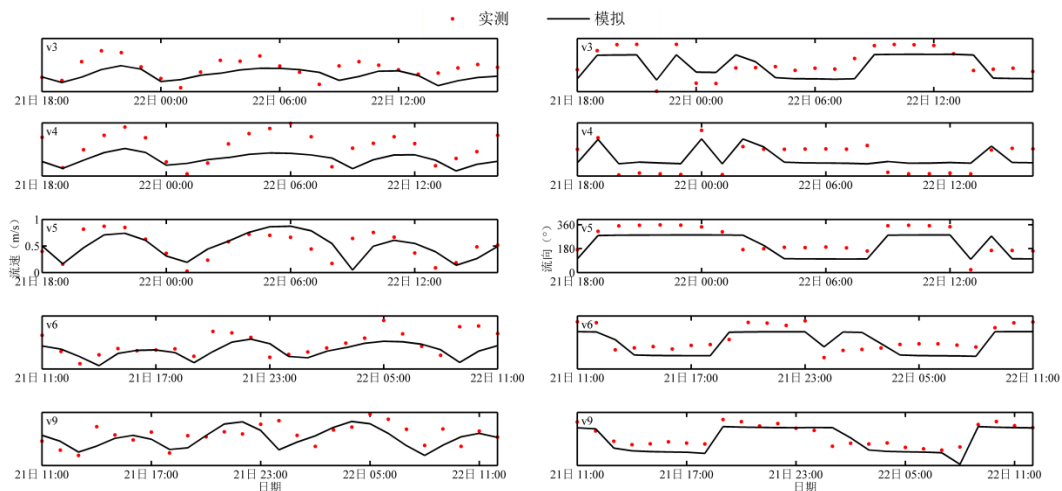 实测 模拟
v3 v3
21日 18:00 22日 00:00 22日 06:00 22日 12:00 21日 18:00 22日 00:00 22日 06:00 22日 12:00
v4 v4
21日 18:00 22日 00:00 22日 06:00 22日 12:00 21日 18:00 22日 00:00 22日 06:00 22日 12:00
流速（m/s） 1 0.5 0 v5 流向（°） 360 180 0 v5
21日 18:00 22日 00:00 22日 06:00 22日 12:00 21日 18:00 22日 00:00 22日 06:00 22日 12:00
v6 v6
21日 11:00 21日 17:00 21日 23:00 22日 05:00 22日 11:00 21日 11:00 21日 17:00 21日 23:00 22日 05:00 22日 11:00
v9 v9
21日 11:00 21日 17:00 21日 23:00 22日 05:00 22日 11:00 21日 11:00 21日 17:00 21日 23:00 22日 05:00 22日 11:00
日期 日期